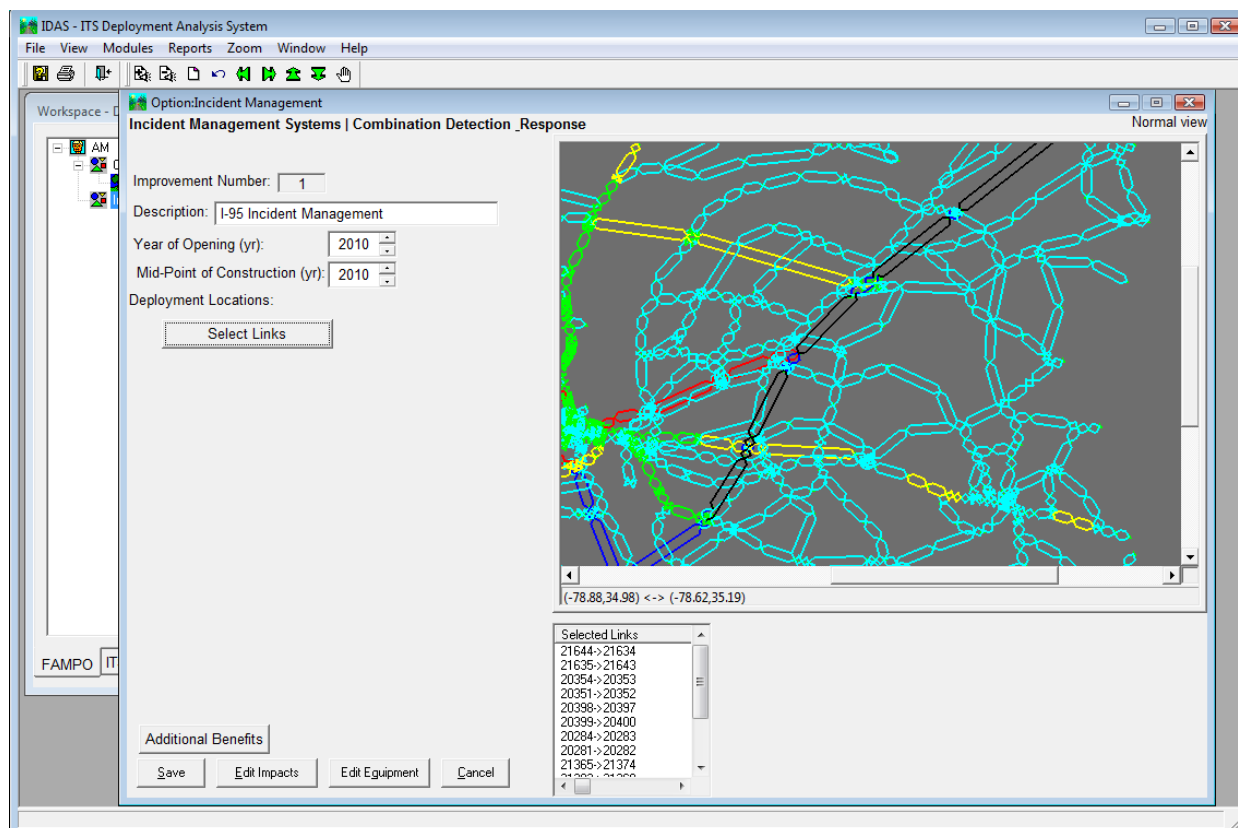 IDAS - ITS Deployment Analysis System
File View Modules Reports Zoom Window Help
Workspace - D
Option:Incident Management
Incident Management Systems | Combination Detection _Response
Normal view
AM
Improvement Number: 1
Description: I-95 Incident Management
Year of Opening (yr): 2010
Mid-Point of Construction (yr): 2010
Deployment Locations:
Select Links
(-78.88,34.98) <-> (-78.62,35.19)
Selected Links
21644->21634
21635->21643
20354->20353
20351->20352
20398->20397
20399->20400
20284->20283
20281->20282
21365->21374
FAMPO IT
Additional Benefits
Save Edit Impacts Edit Equipment Cancel